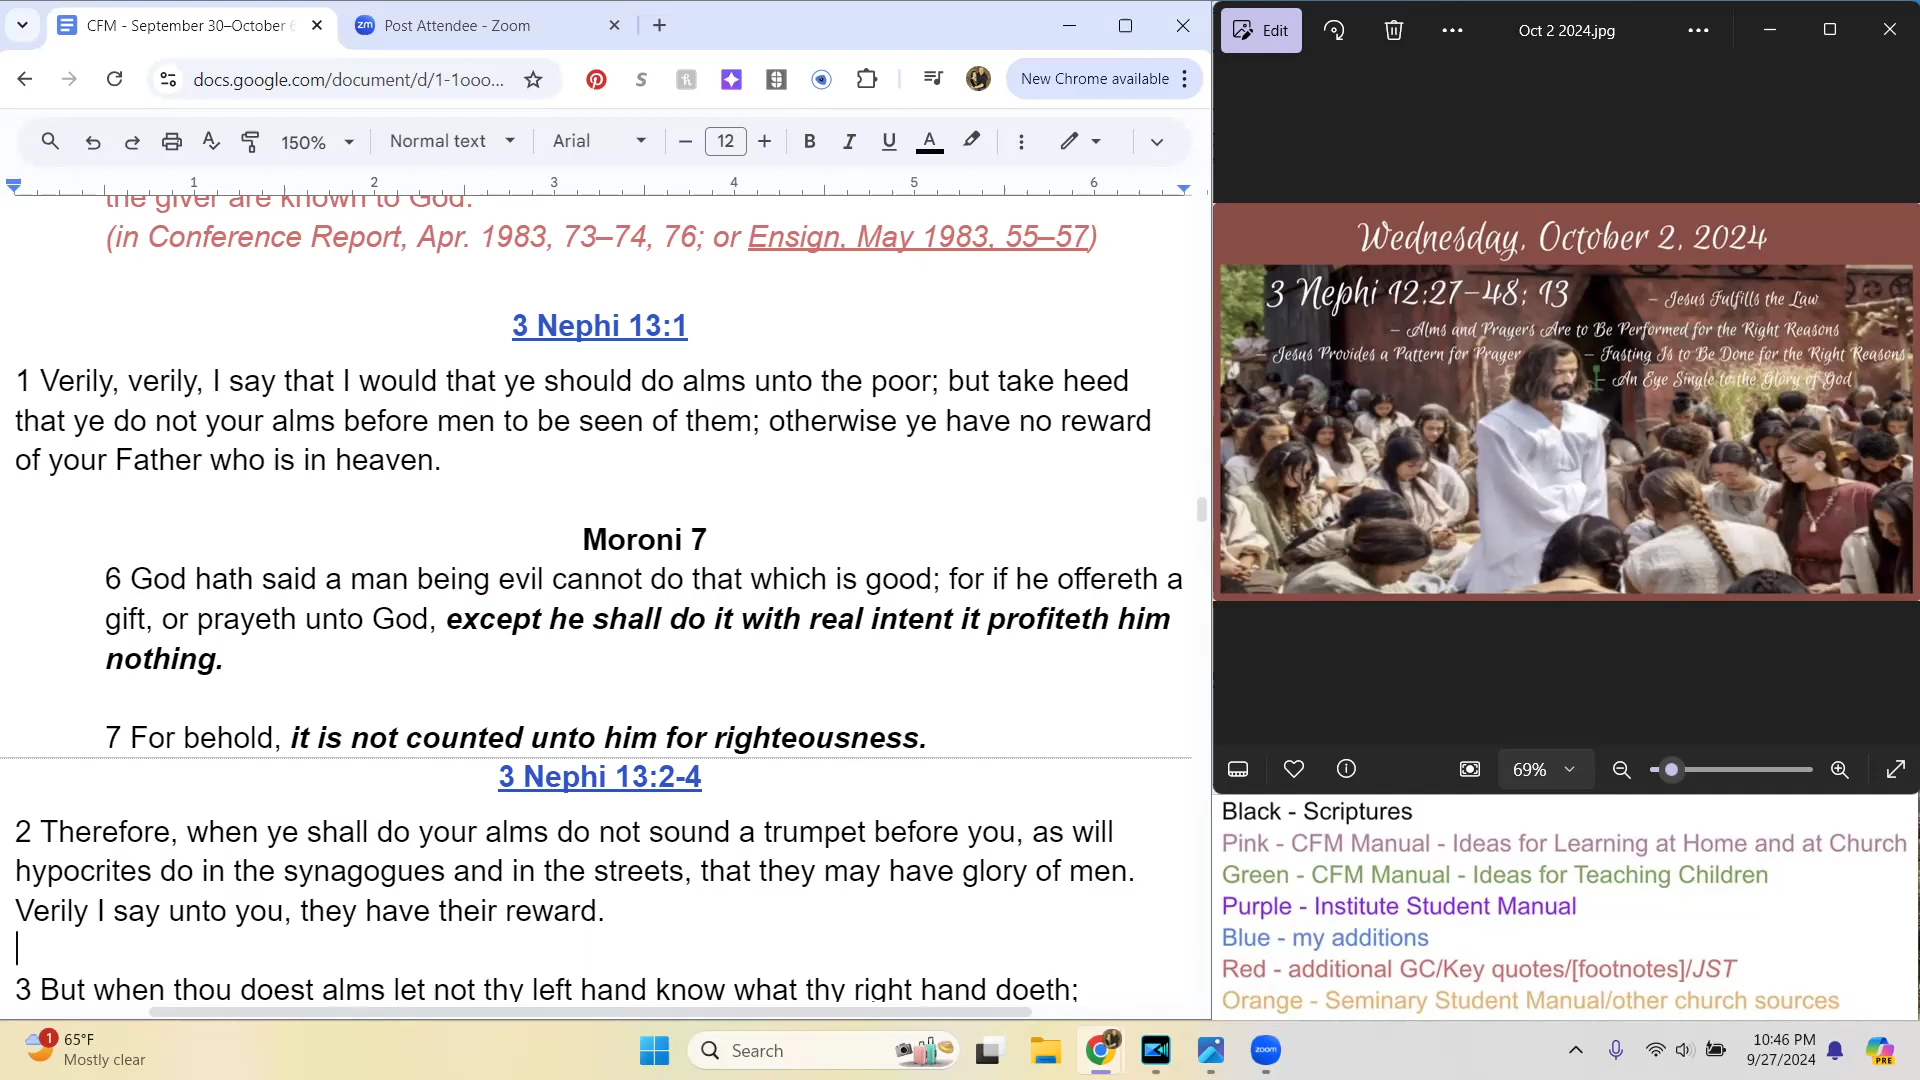 CFM - September 30–October 6
Post Attendee - Zoom
Edit
Oct 2 2024.jpg
docs.google.com/document/d/1-1ooo...
New Chrome available
150%
Normal text
Arial
12
1 2 3 4 5 6
the giver are known to God.
(in Conference Report, Apr. 1983, 73–74, 76; or Ensign, May 1983, 55–57)
3 Nephi 13:1
1 Verily, verily, I say that I would that ye should do alms unto the poor; but take heed
that ye do not your alms before men to be seen of them; otherwise ye have no reward
of your Father who is in heaven.
Moroni 7
6 God hath said a man being evil cannot do that which is good; for if he offereth a
gift, or prayeth unto God, except he shall do it with real intent it profiteth him
nothing.
7 For behold, it is not counted unto him for righteousness.
3 Nephi 13:2-4
2 Therefore, when ye shall do your alms do not sound a trumpet before you, as will
hypocrites do in the synagogues and in the streets, that they may have glory of men.
Verily I say unto you, they have their reward.
3 But when thou doest alms let not thy left hand know what thy right hand doeth;
Wednesday, October 2, 2024
3 Nephi 12:27–48; 13
– Jesus Fulfills the Law
– Alms and Prayers Are to Be Performed for the Right Reasons
– Jesus Provides a Pattern for Prayer
– Fasting Is to Be Done for the Right Reasons
– An Eye Single to the Glory of God
69%
Black - Scriptures
Pink - CFM Manual - Ideas for Learning at Home and at Church
Green - CFM Manual - Ideas for Teaching Children
Purple - Institute Student Manual
Blue - my additions
Red - additional GC/Key quotes/[footnotes]/JST
Orange - Seminary Student Manual/other church sources
1
65°F
Mostly clear
Search
zoom
10:46 PM
9/27/2024
PRE